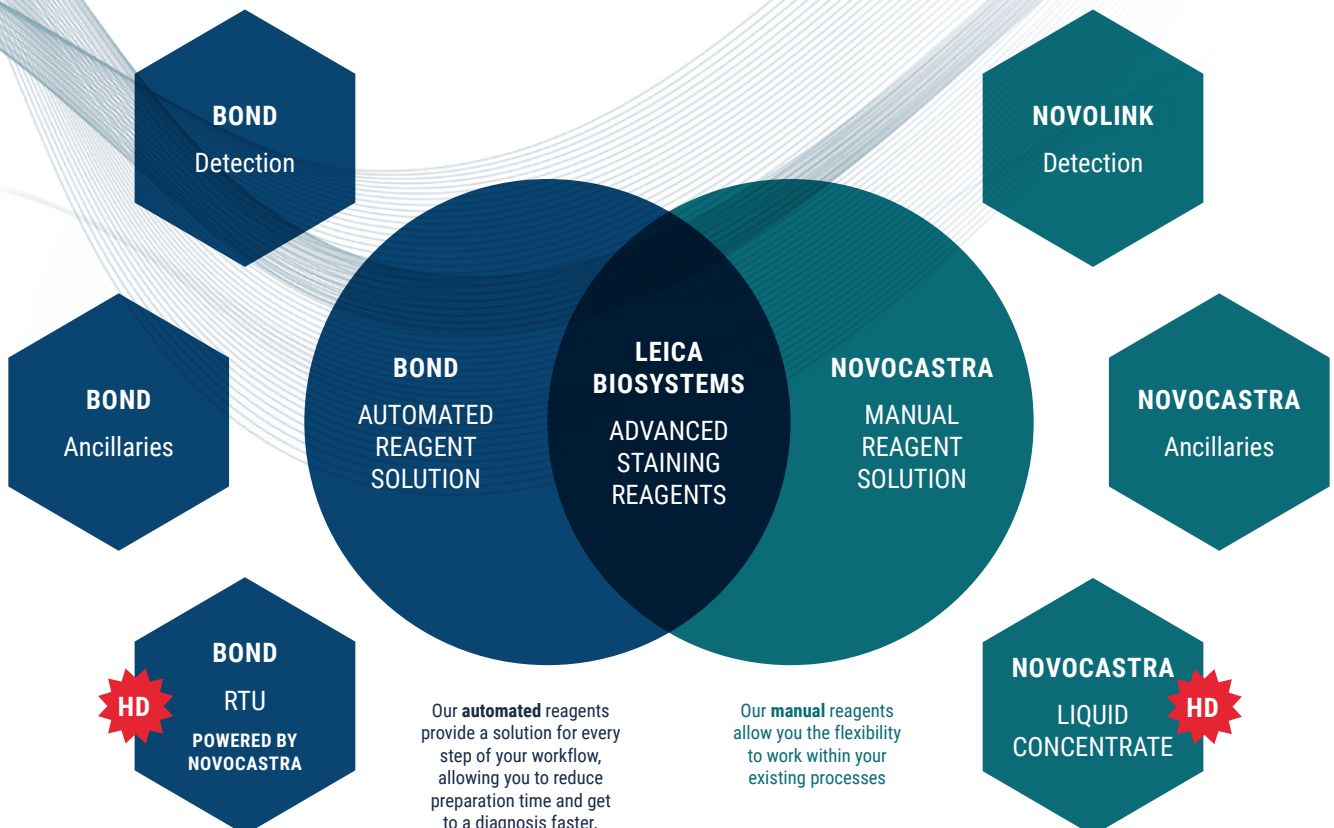 BOND
Detection
NOVOLINK
Detection
BOND
Ancillaries
BOND
AUTOMATED
REAGENT
SOLUTION
LEICA
BIOSYSTEMS
ADVANCED
STAINING
REAGENTS
NOVOCASTRA
MANUAL
REAGENT
SOLUTION
NOVOCASTRA
Ancillaries
HD
BOND
RTU
POWERED BY
NOVOCASTRA
Our automated reagents
provide a solution for every
step of your workflow,
allowing you to reduce
preparation time and get
to a diagnosis faster.
Our manual reagents
allow you the flexibility
to work within your
existing processes
NOVOCASTRA
LIQUID
CONCENTRATE
HD